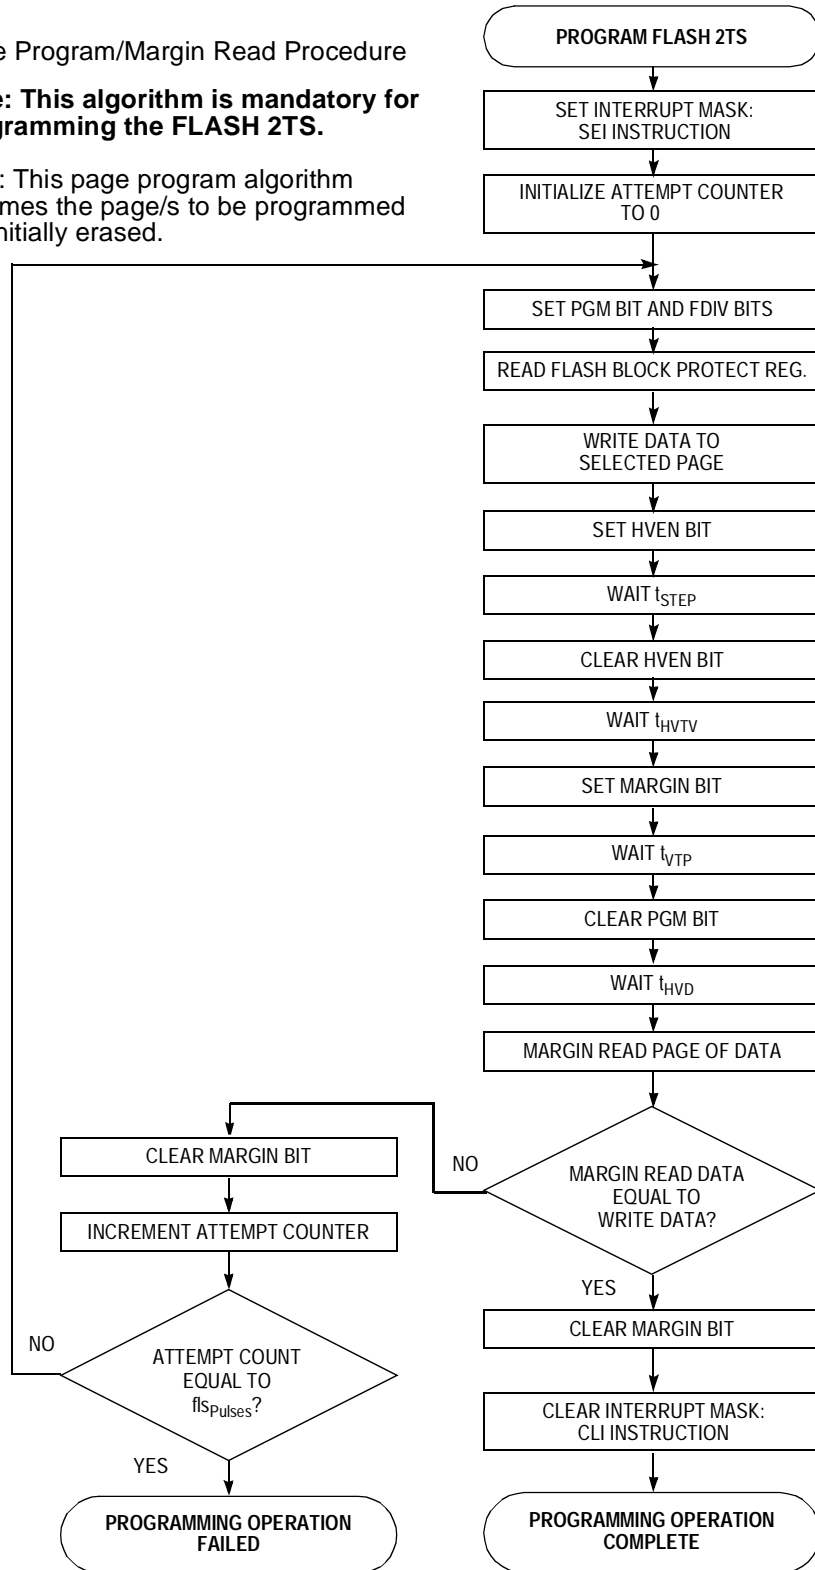 Program/Margin Read Procedure
This algorithm is mandatory for
programming the FLASH 2TS.
: This page program algorithm
the page/s to be programmed
initially erased.
PROGRAM FLASH 2TS
SET INTERRUPT MASK:
SEI INSTRUCTION
INITIALIZE ATTEMPT COUNTER
TO 0
SET PGM BIT AND FDIV BITS
READ FLASH BLOCK PROTECT REG.
WRITE DATA TO
SELECTED PAGE
SET HVEN BIT
WAIT tSTEP
CLEAR HVEN BIT
WAIT tHVTV
SET MARGIN BIT
WAIT tVTP
CLEAR PGM BIT
WAIT tHVD
MARGIN READ PAGE OF DATA
MARGIN READ DATA
EQUAL TO
WRITE DATA?
NO
CLEAR MARGIN BIT
INCREMENT ATTEMPT COUNTER
ATTEMPT COUNT
EQUAL TO
flsPulses?
NO
YES
PROGRAMMING OPERATION
FAILED
YES
CLEAR MARGIN BIT
CLEAR INTERRUPT MASK:
CLI INSTRUCTION
PROGRAMMING OPERATION
COMPLETE